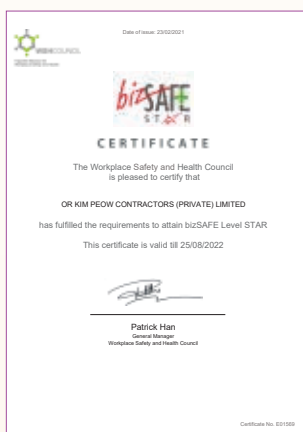 Date of issue: 23/02/2021
WSHCOUNCIL
bizSAFE
STAR
CERTIFICATE
The Workplace Safety and Health Council
is pleased to certify that
OR KIM PEOW CONTRACTORS (PRIVATE) LIMITED
has fulfilled the requirements to attain bizSAFE Level STAR
This certificate is valid till 25/08/2022
Patrick Han
General Manager
Workplace Safety and Health Council
Certificate No. E01569